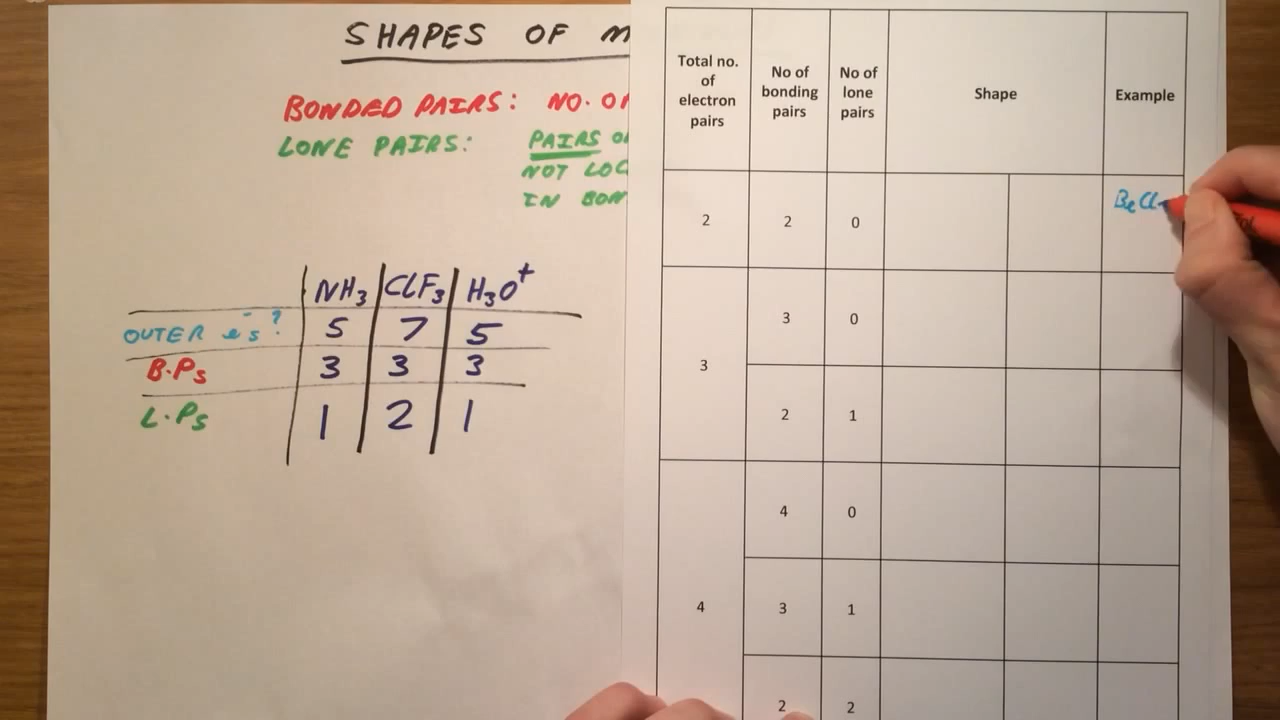 SHAPES OF M
BONDED PAIRS: NO. O
LONE PAIRS: PAIRS O
NOT LOC
IN BON
NH3 ClF3 H3O+
OUTER e-s? 5 7 5
B.Ps 3 3 3
L.Ps 1 2 1
Total no. of electron pairs No of bonding pairs No of lone pairs Shape Example
2 2 0 BeCl
3 3 0
2 1
4 4 0
3 1
2 2